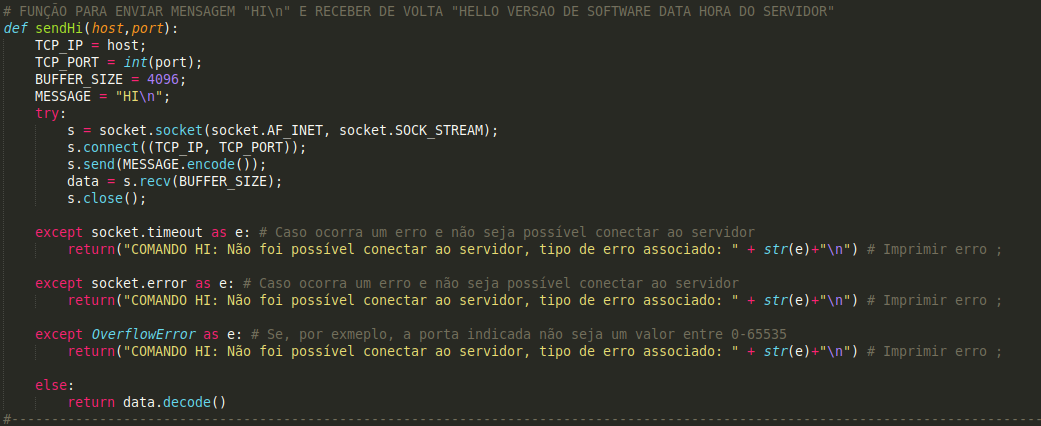 # FUNÇÃO PARA ENVIAR MENSAGEM "HI\n" E RECEBER DE VOLTA "HELLO VERSAO DE SOFTWARE DATA HORA DO SERVIDOR"
def sendHi(host,port):
    TCP_IP = host;
    TCP_PORT = int(port);
    BUFFER_SIZE = 4096;
    MESSAGE = "HI\n";
    try:
        s = socket.socket(socket.AF_INET, socket.SOCK_STREAM);
        s.connect((TCP_IP, TCP_PORT));
        s.send(MESSAGE.encode());
        data = s.recv(BUFFER_SIZE);
        s.close();
    except socket.timeout as e: # Caso ocorra um erro e não seja possível conectar ao servidor
        return("COMANDO HI: Não foi possível conectar ao servidor, tipo de erro associado: " + str(e)+"\n") # Imprimir erro ;
    except socket.error as e: # Caso ocorra um erro e não seja possível conectar ao servidor
        return("COMANDO HI: Não foi possível conectar ao servidor, tipo de erro associado: " + str(e)+"\n") # Imprimir erro ;
    except OverflowError as e: # Se, por exmeplo, a porta indicada não seja um valor entre 0-65535
        return("COMANDO HI: Não foi possível conectar ao servidor, tipo de erro associado: " + str(e)+"\n") # Imprimir erro ;
    else:
        return data.decode()
#---------------------------------------------------------------------------------------------------------------------------------